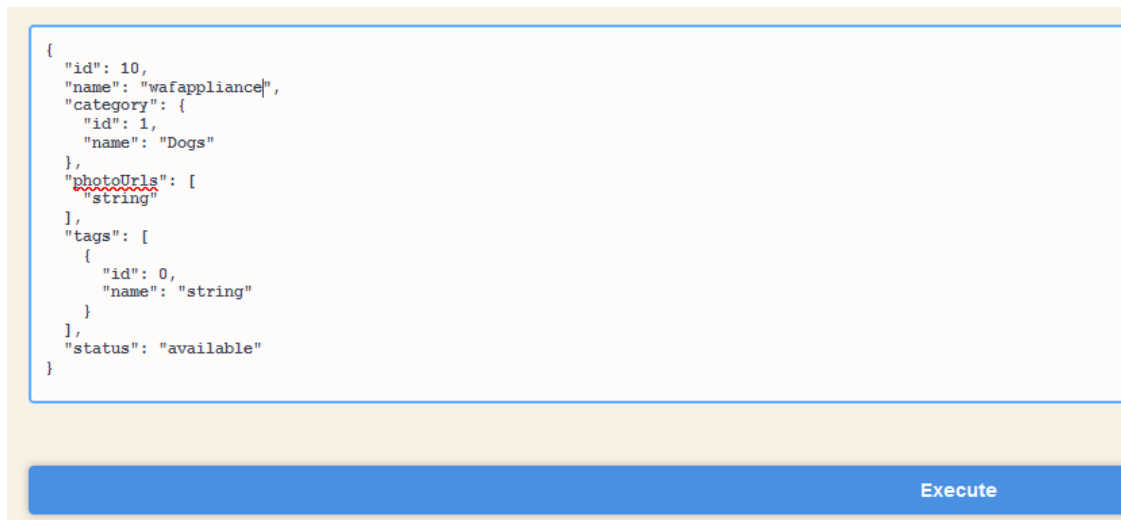 {
  "id": 10,
  "name": "wafappliance",
  "category": {
    "id": 1,
    "name": "Dogs"
  },
  "photoUrls": [
    "string"
  ],
  "tags": [
    {
      "id": 0,
      "name": "string"
    }
  ],
  "status": "available"
}
Execute